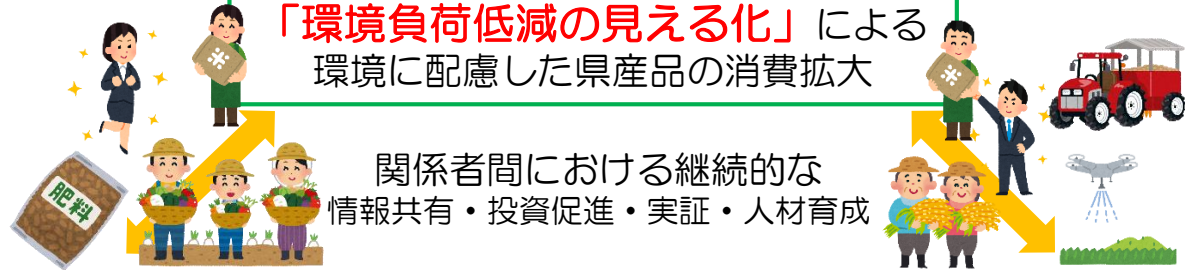 「環境負荷低減の見える化」による
環境に配慮した県産品の消費拡大
米
米
関係者間における継続的な
情報共有・投資促進・実証・人材育成
肥料